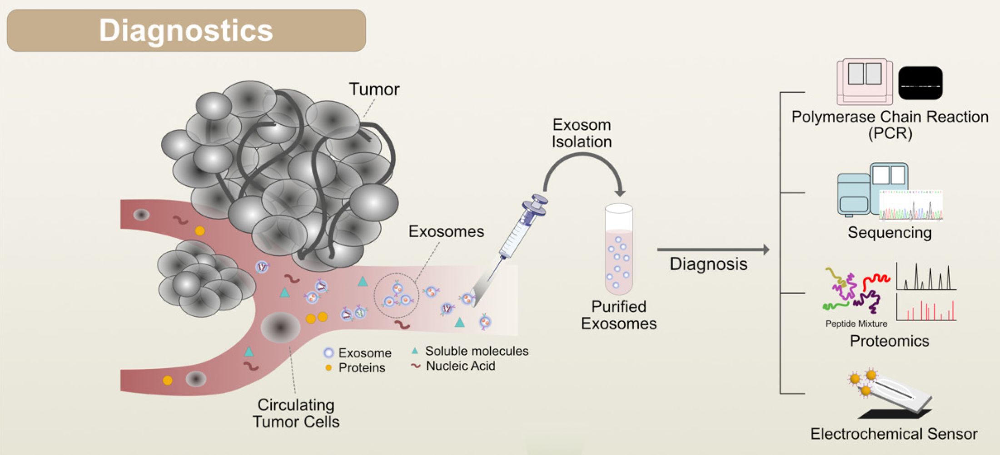 Diagnostics
Tumor
Exosomes
Exosom
Isolation
Purified
Exosomes
Diagnosis
Exosome
Proteins
Soluble molecules
Nucleic Acid
Circulating
Tumor Cells
Polymerase Chain Reaction
(PCR)
Sequencing
Peptide Mixture
Proteomics
Electrochemical Sensor